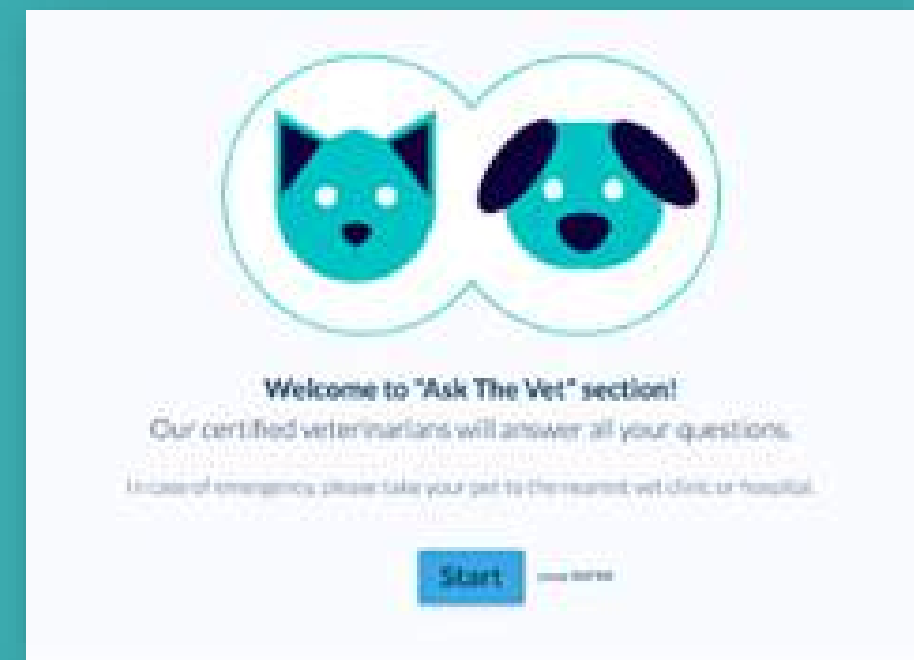 Welcome to "Ask The Vet" section!
Our certified veterinarians will answer all your questions.
In case of emergency, please take your pet to the nearest vet clinic or hospital.
Start